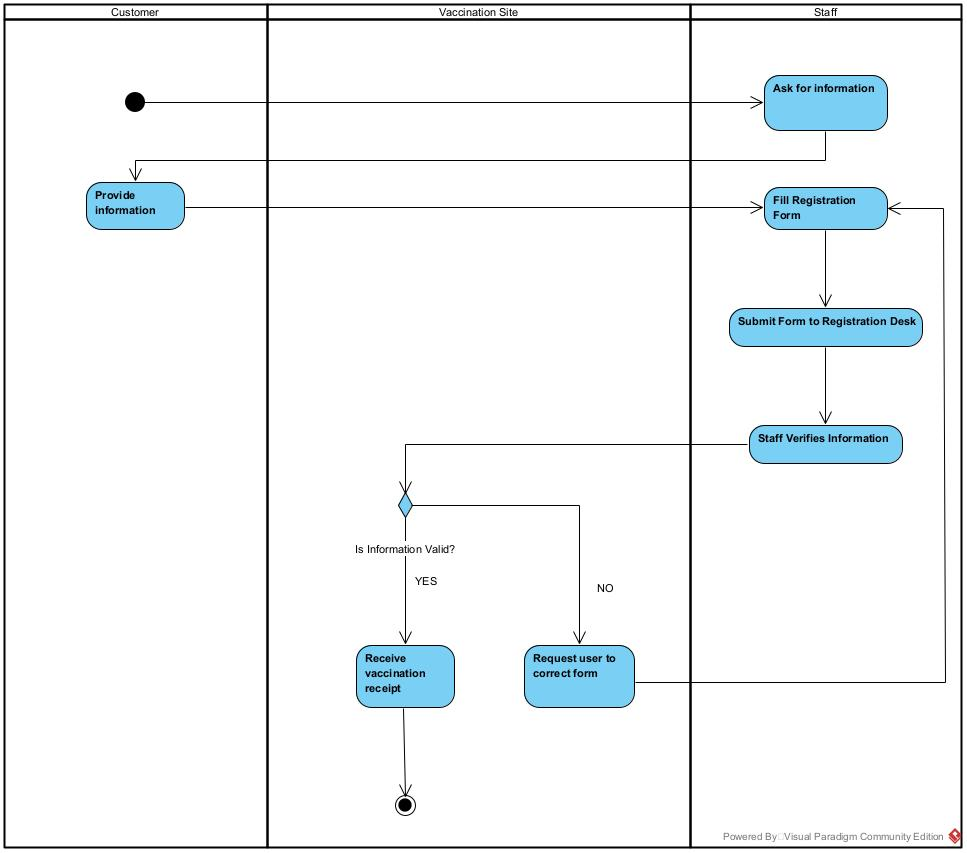 Customer
Vaccination Site
Staff
Ask for information
Provide
information
Fill Registration
Form
Submit Form to Registration Desk
Staff Verifies Information
Is Information Valid?
YES
NO
Receive
vaccination
receipt
Request user to
correct form
Powered By Visual Paradigm Community Edition